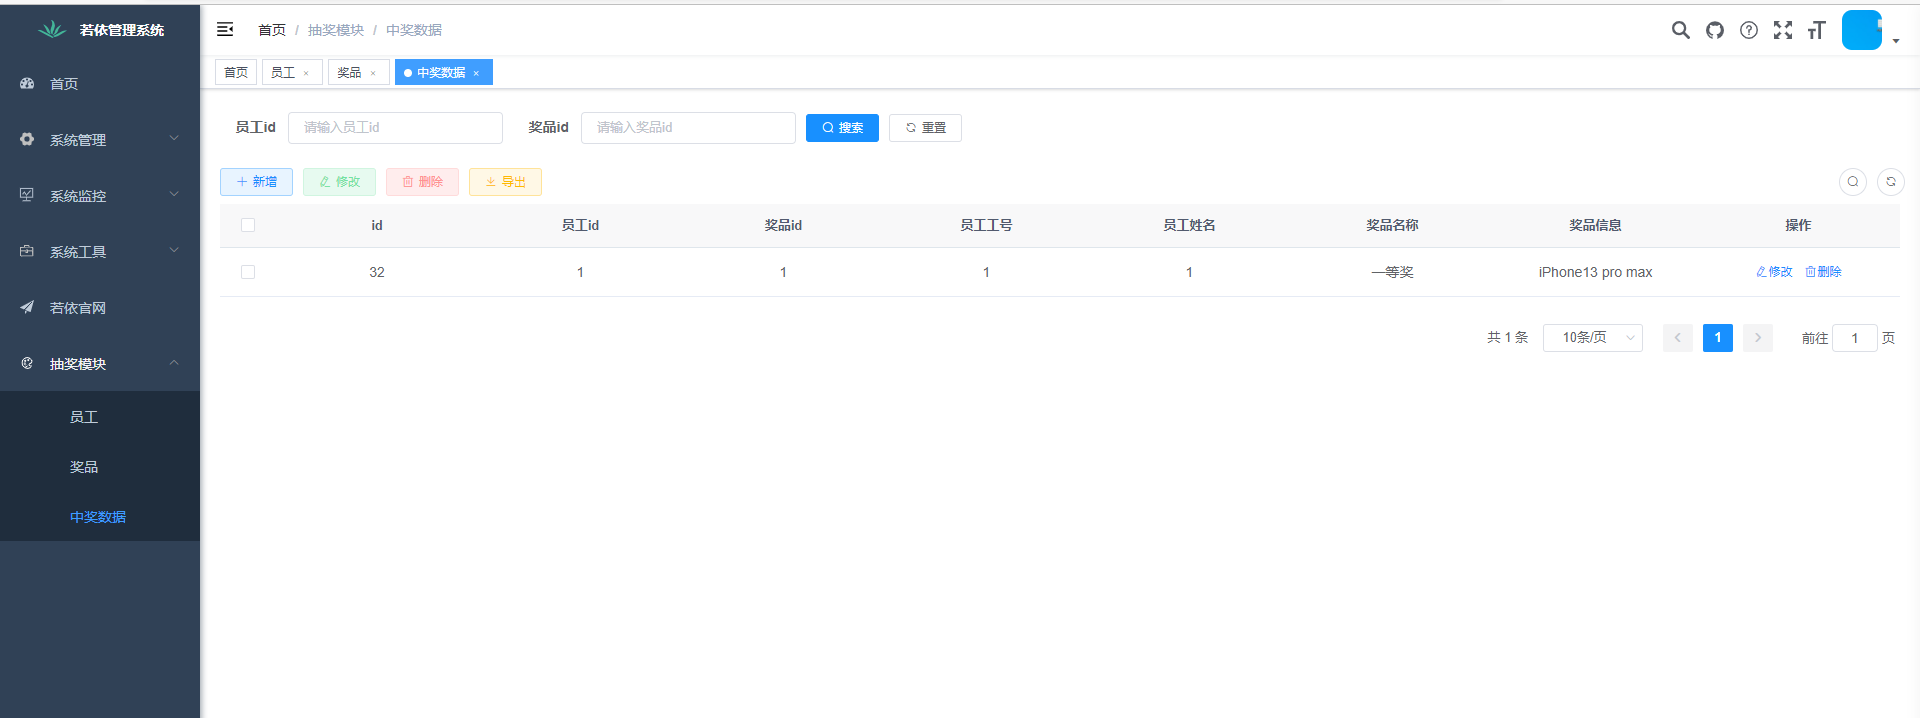 若依管理系统
首页
系统管理
系统监控
系统工具
若依官网
抽奖模块
员工
奖品
中奖数据
首页 / 抽奖模块 / 中奖数据
首页 员工 × 奖品 × 中奖数据 ×
员工id 请输入员工id 奖品id 请输入奖品id 搜索 重置
新增 修改 删除 导出
id 员工id 奖品id 员工工号 员工姓名 奖品名称 奖品信息 操作
32 1 1 1 1 一等奖 iPhone13 pro max 修改 删除
共 1 条 10条/页 1 前往 1 页